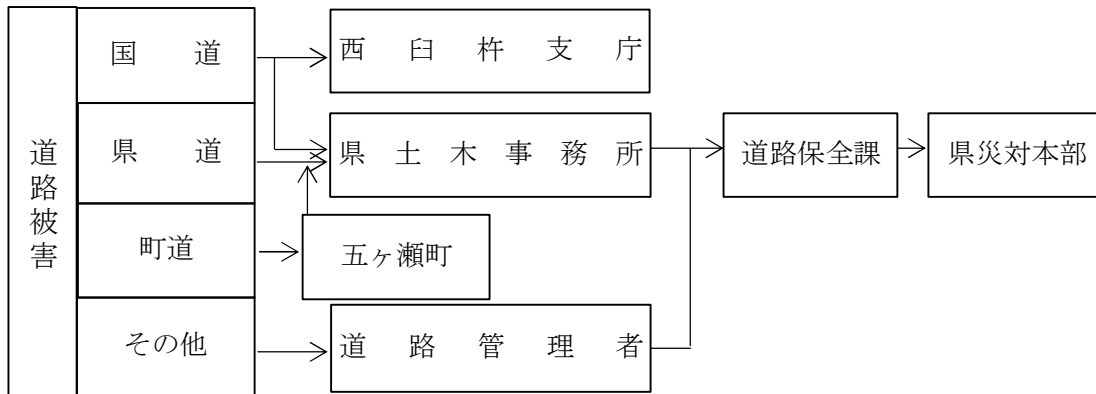 道路被害
国道
西臼杵支庁
県道
県土木事務所
道路保全課
県災対本部
町道
五ヶ瀬町
その他
道路管理者